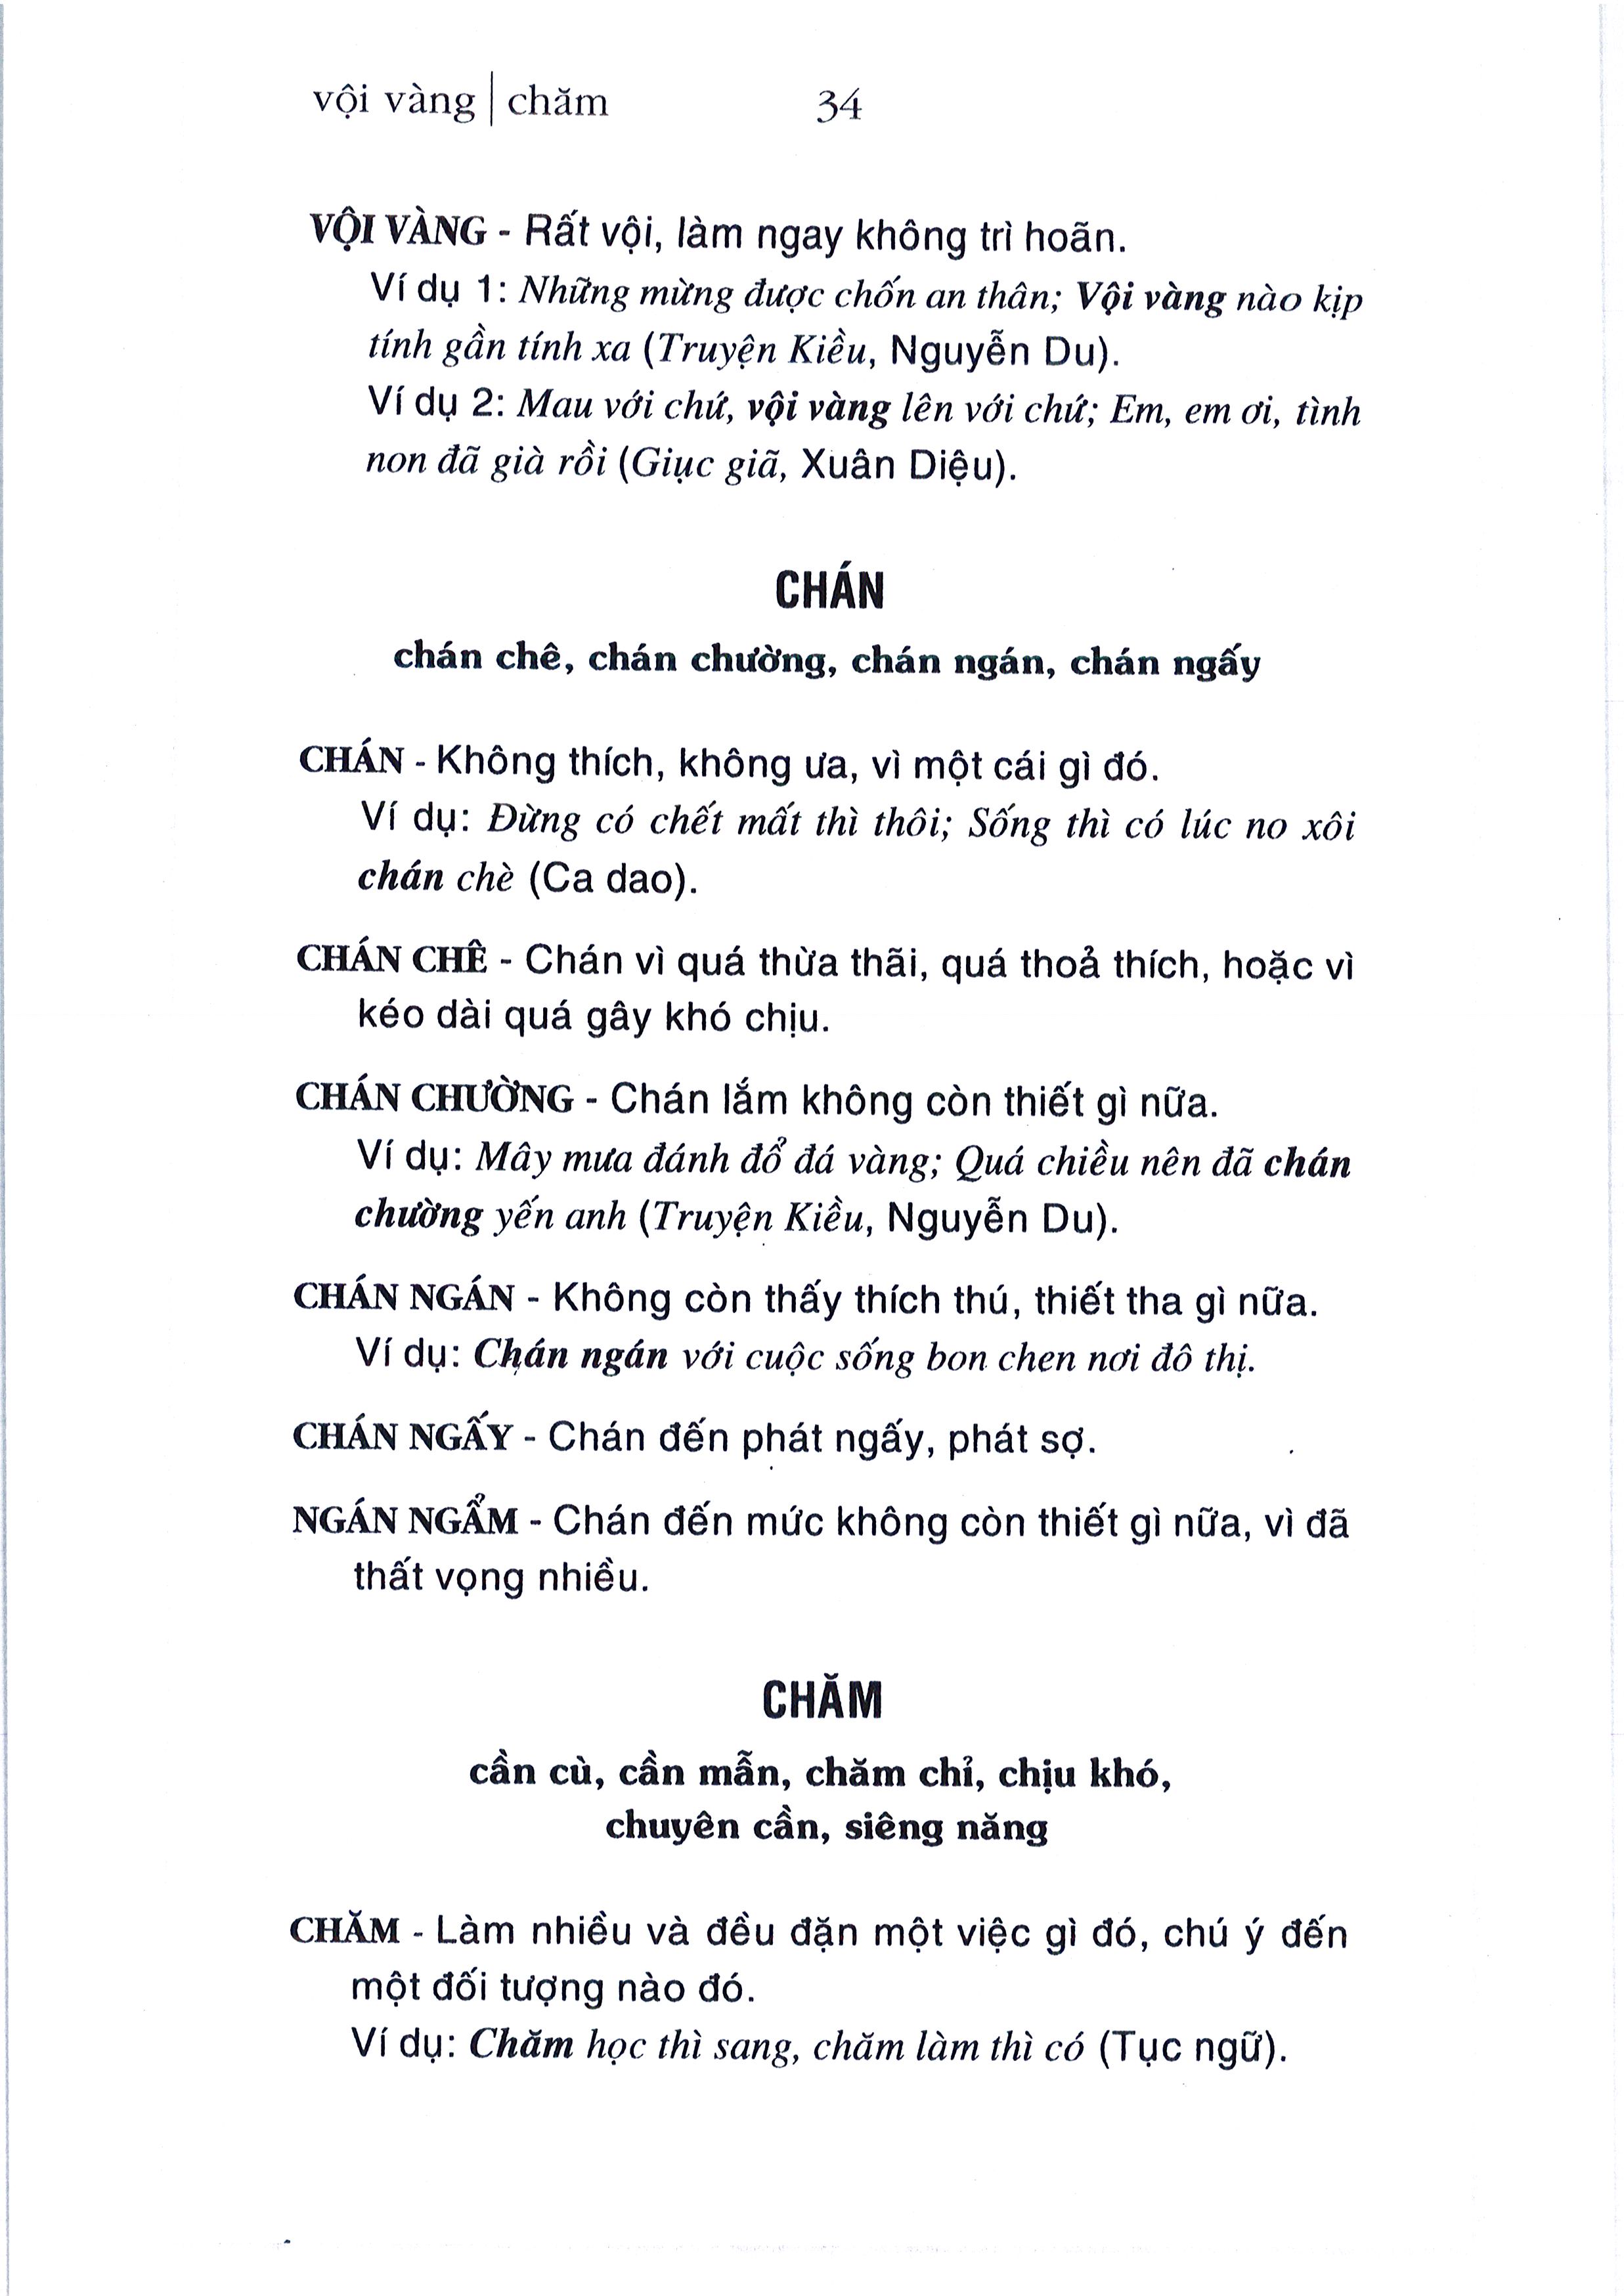 vội vàng | chăm 34
VỘI VÀNG - Rất vội, làm ngay không trì hoãn.
Ví dụ 1: Những mừng được chốn an thân; Vội vàng nào kịp
tính gần tính xa (Truyện Kiều, Nguyễn Du).
Ví dụ 2: Mau với chứ, vội vàng lên với chứ; Em, em ơi, tình
non đã già rồi (Giục giã, Xuân Diệu).
CHÁN
chán chê, chán chường, chán ngán, chán ngấy
CHÁN - Không thích, không ưa, vì một cái gì đó.
Ví dụ: Đừng có chết mất thì thôi; Sống thì có lúc no xôi
chán chè (Ca dao).
CHÁN CHÊ - Chán vì quá thừa thãi, quá thoả thích, hoặc vì
kéo dài quá gây khó chịu.
CHÁN CHƯỜNG - Chán lắm không còn thiết gì nữa.
Ví dụ: Mây mưa đánh đổ đá vàng; Quá chiều nên đã chán
chường yến anh (Truyện Kiều, Nguyễn Du).
CHÁN NGÁN - Không còn thấy thích thú, thiết tha gì nữa.
Ví dụ: Chán ngán với cuộc sống bon chen nơi đô thị.
CHÁN NGẤY - Chán đến phát ngấy, phát sợ.
NGÁN NGẨM - Chán đến mức không còn thiết gì nữa, vì đã
thất vọng nhiều.
CHĂM
cần cù, cần mẫn, chăm chỉ, chịu khó,
chuyên cần, siêng năng
CHĂM - Làm nhiều và đều đặn một việc gì đó, chú ý đến
một đối tượng nào đó.
Ví dụ: Chăm học thì sang, chăm làm thì có (Tục ngữ).